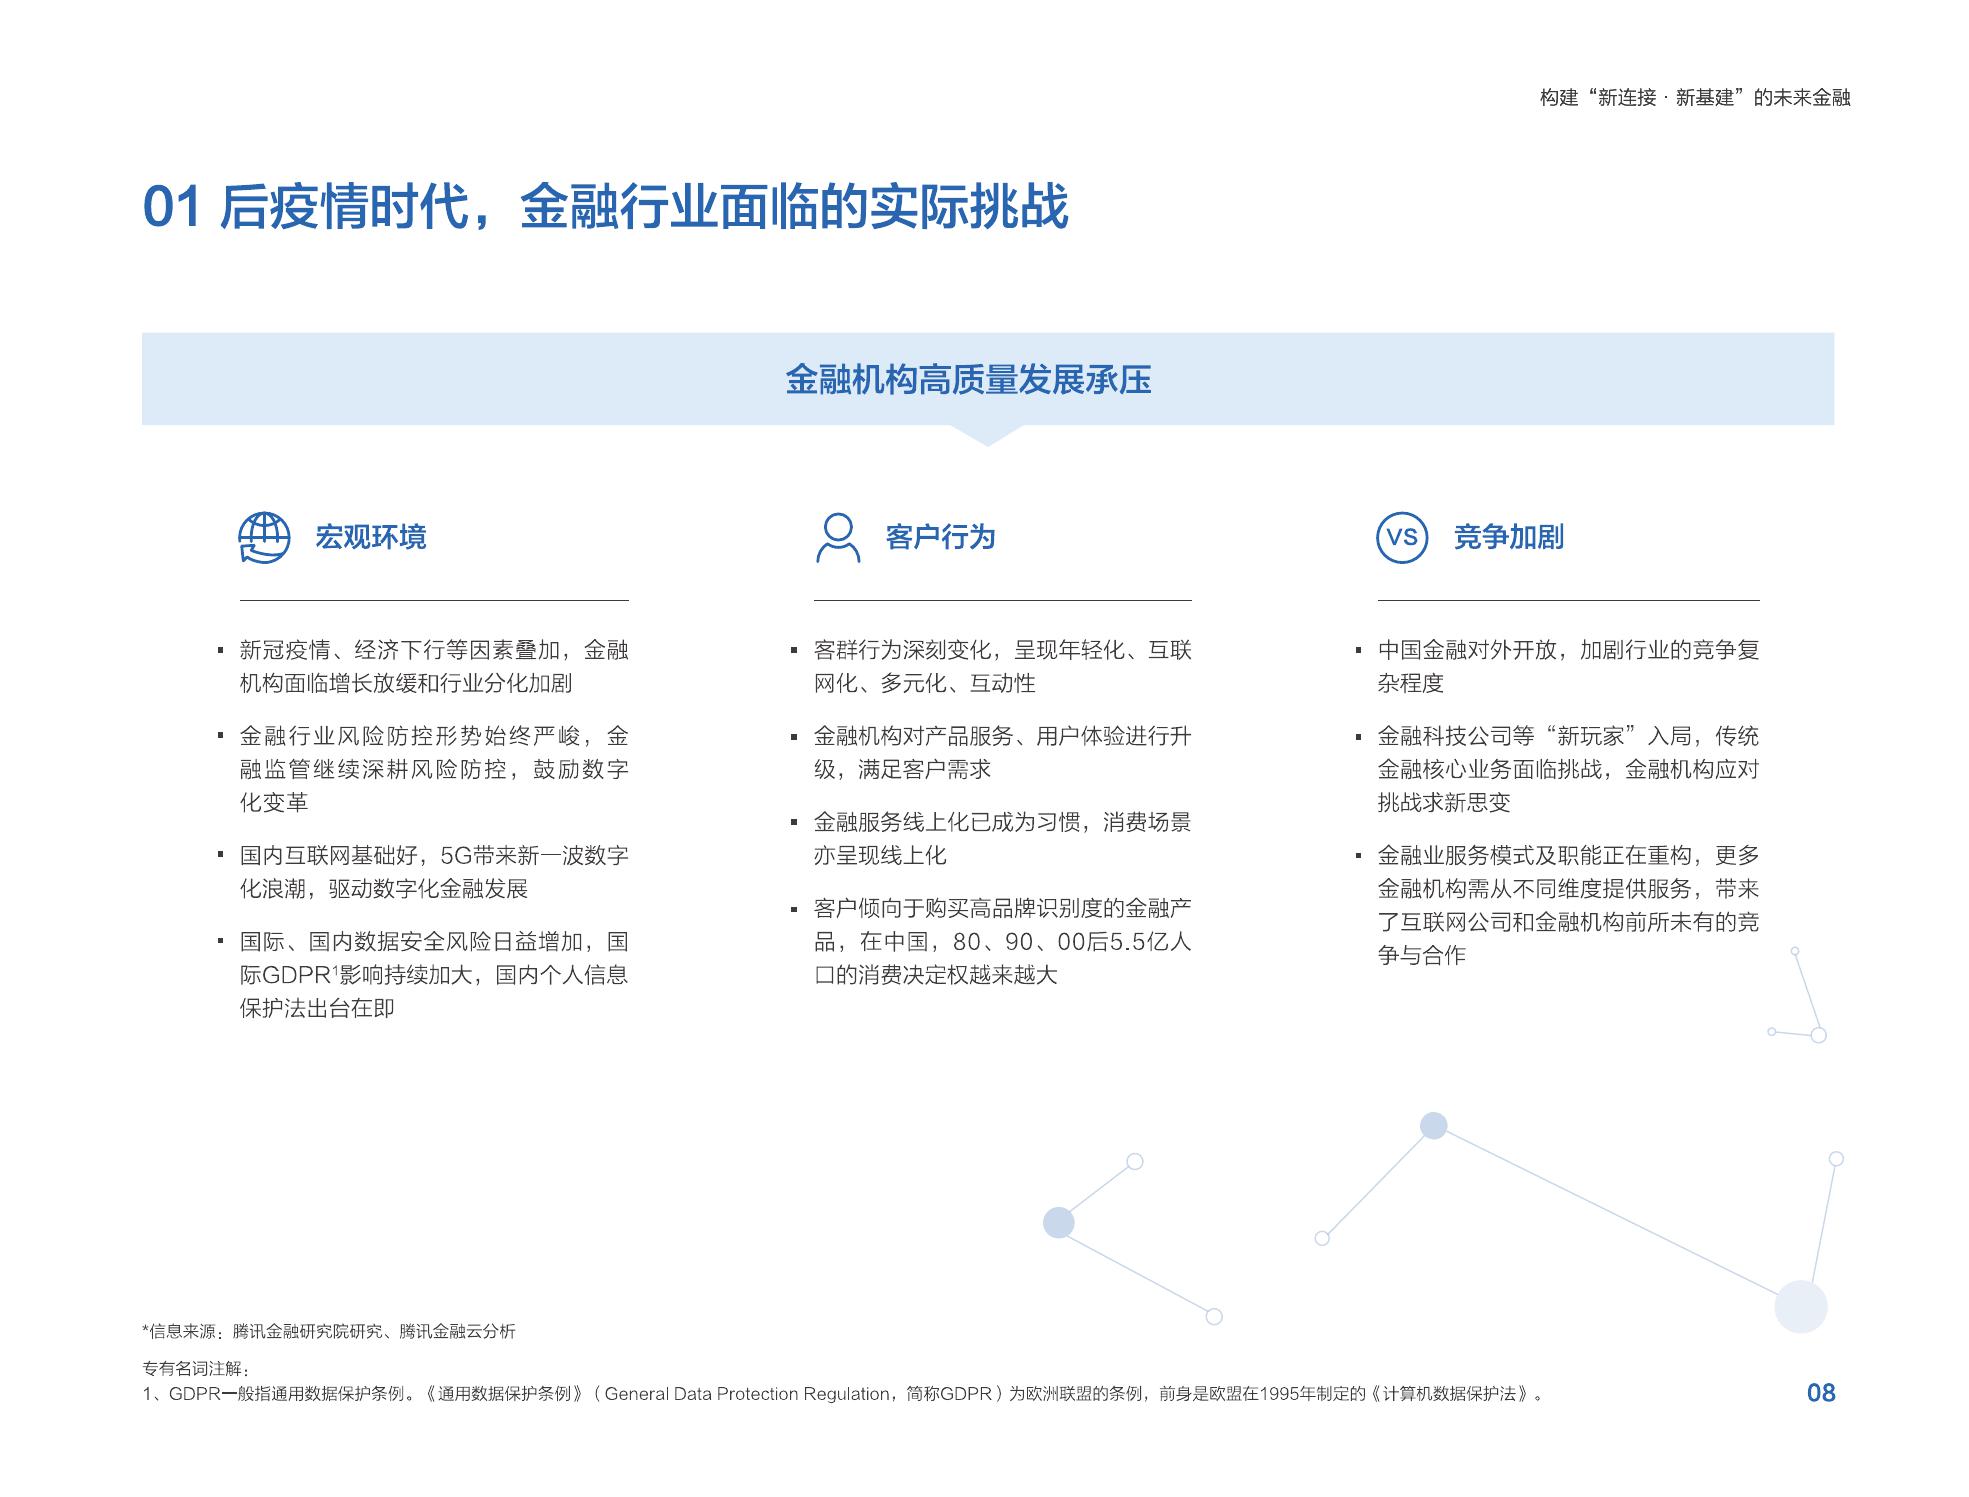 构建“新连接·新基建”的未来金融
01 后疫情时代，金融行业面临的实际挑战
金融机构高质量发展承压
宏观环境
▪ 新冠疫情、经济下行等因素叠加，金融
机构面临增长放缓和行业分化加剧
▪ 金融行业风险防控形势始终严峻，金
融监管继续深耕风险防控，鼓励数字
化变革
▪ 国内互联网基础好，5G带来新一波数字
化浪潮，驱动数字化金融发展
▪ 国际、国内数据安全风险日益增加，国
际GDPR¹影响持续加大，国内个人信息
保护法出台在即
客户行为
▪ 客群行为深刻变化，呈现年轻化、互联
网化、多元化、互动性
▪ 金融机构对产品服务、用户体验进行升
级，满足客户需求
▪ 金融服务线上化已成为习惯，消费场景
亦呈现线上化
▪ 客户倾向于购买高品牌识别度的金融产
品，在中国，80、90、00后5.5亿人
口的消费决定权越来越大
VS 竞争加剧
▪ 中国金融对外开放，加剧行业的竞争复
杂程度
▪ 金融科技公司等“新玩家”入局，传统
金融核心业务面临挑战，金融机构应对
挑战求新思变
▪ 金融业服务模式及职能正在重构，更多
金融机构需从不同维度提供服务，带来
了互联网公司和金融机构前所未有的竞
争与合作
*信息来源：腾讯金融研究院研究、腾讯金融云分析
专有名词注解：
1、GDPR一般指通用数据保护条例。《通用数据保护条例》（General Data Protection Regulation，简称GDPR）为欧洲联盟的条例，前身是欧盟在1995年制定的《计算机数据保护法》。
08